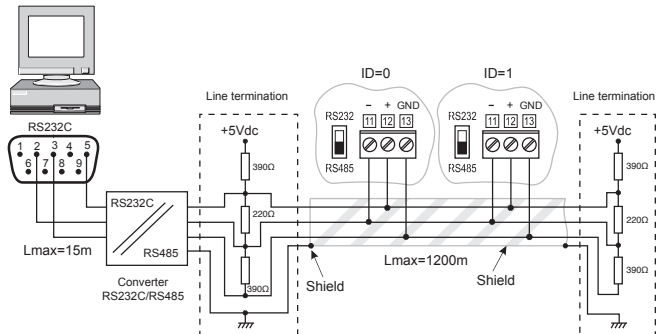 ID=0
ID=1
RS232C
Line termination
− + GND
RS232
11 12 13
RS485
− + GND
RS232
11 12 13
RS485
Line termination
+5Vdc
+5Vdc
1 2 3 4 5
6 7 8 9
390Ω
390Ω
RS232C
220Ω
220Ω
RS485
Lmax=15m
Lmax=1200m
390Ω
390Ω
Converter
RS232C/RS485
Shield
Shield